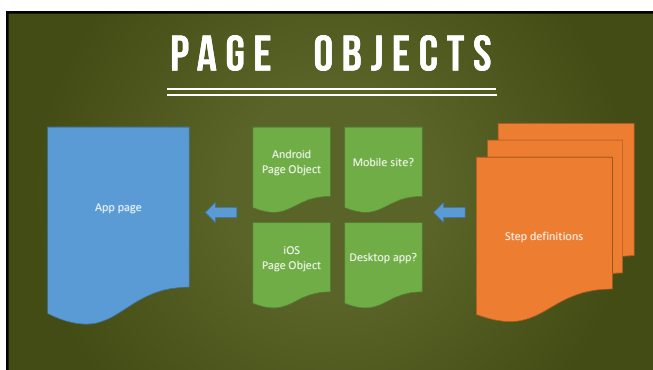 PAGE OBJECTS
App page
Android
Page Object
Mobile site?
iOS
Page Object
Desktop app?
Step definitions